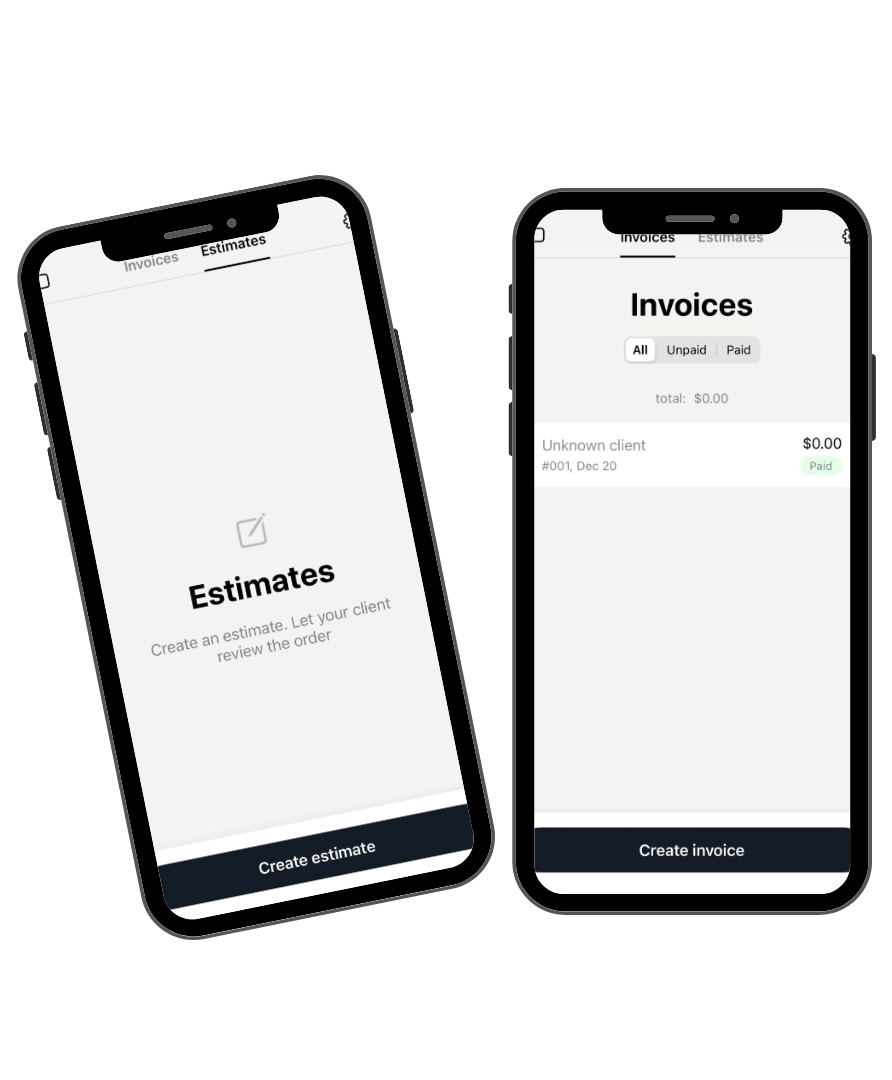 Invoices
Estimates
Estimates
Create an estimate. Let your client
review the order
Create estimate
Invoices
Estimates
Invoices
All
Unpaid
Paid
total: $0.00
Unknown client
$0.00
#001, Dec 20
Paid
Create invoice